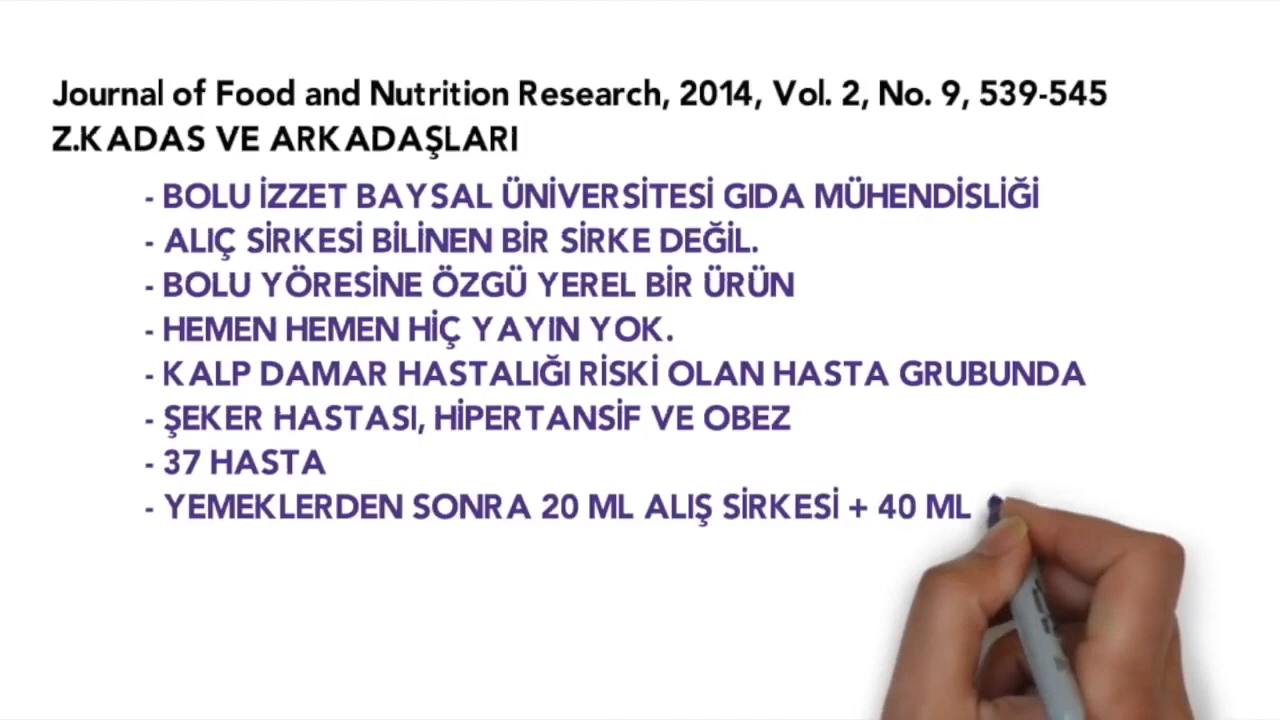 Journal of Food and Nutrition Research, 2014, Vol. 2, No. 9, 539-545
Z.KADAS VE ARKADAŞLARI
- BOLU İZZET BAYSAL ÜNİVERSİTESİ GIDA MÜHENDİSLİĞİ
- ALIÇ SİRKESİ BİLİNEN BİR SİRKE DEĞİL.
- BOLU YÖRESİNE ÖZGÜ YEREL BİR ÜRÜN
- HEMEN HEMEN HİÇ YAYIN YOK.
- KALP DAMAR HASTALIĞI RİSKİ OLAN HASTA GRUBUNDA
- ŞEKER HASTASI, HİPERTANSİF VE OBEZ
- 37 HASTA
- YEMEKLERDEN SONRA 20 ML ALIŞ SİRKESİ + 40 ML